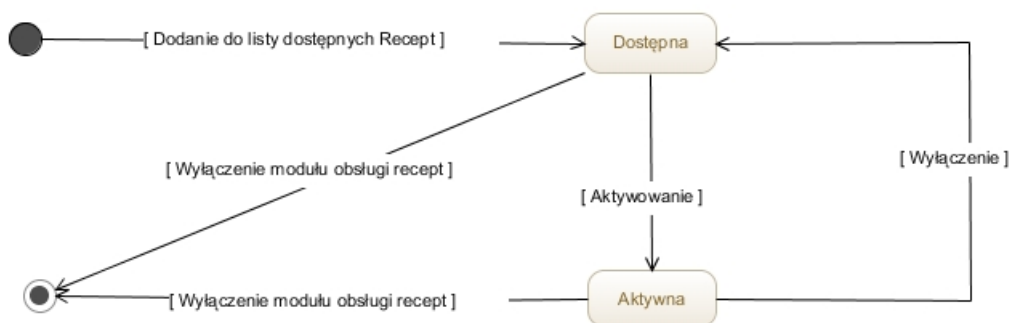 [ Dodanie do listy dostępnych Recept ]
Dostępna
[ Wyłączenie modułu obsługi recept ]
[ Wyłączenie ]
[ Aktywowanie ]
[ Wyłączenie modułu obsługi recept ]
Aktywna